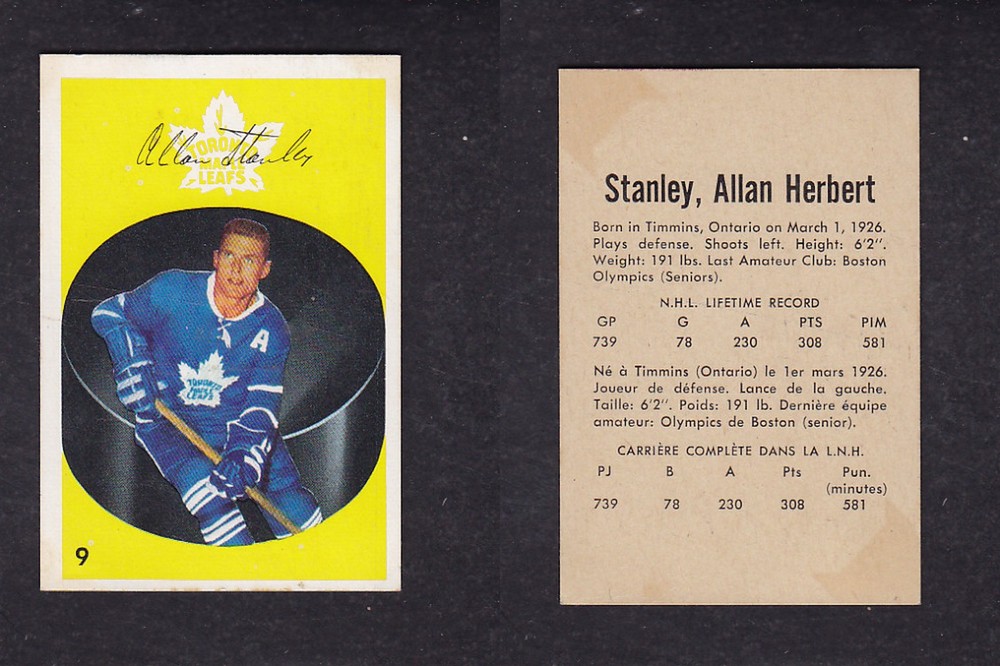 TORONTO
MAPLE
LEAFS
Allan Stanley
A
TORONTO
MAPLE
LEAFS
9
Stanley, Allan Herbert
Born in Timmins, Ontario on March 1, 1926.
Plays defense. Shoots left. Height: 6'2".
Weight: 191 lbs. Last Amateur Club: Boston
Olympics (Seniors).
N.H.L. LIFETIME RECORD
GP G A PTS PIM
739 78 230 308 581
Né à Timmins (Ontario) le 1er mars 1926.
Joueur de défense. Lance de la gauche.
Taille: 6'2". Poids: 191 lb. Dernière équipe
amateur: Olympics de Boston (senior).
CARRIÈRE COMPLÈTE DANS LA L.N.H.
PJ B A Pts Pun.
(minutes)
739 78 230 308 581